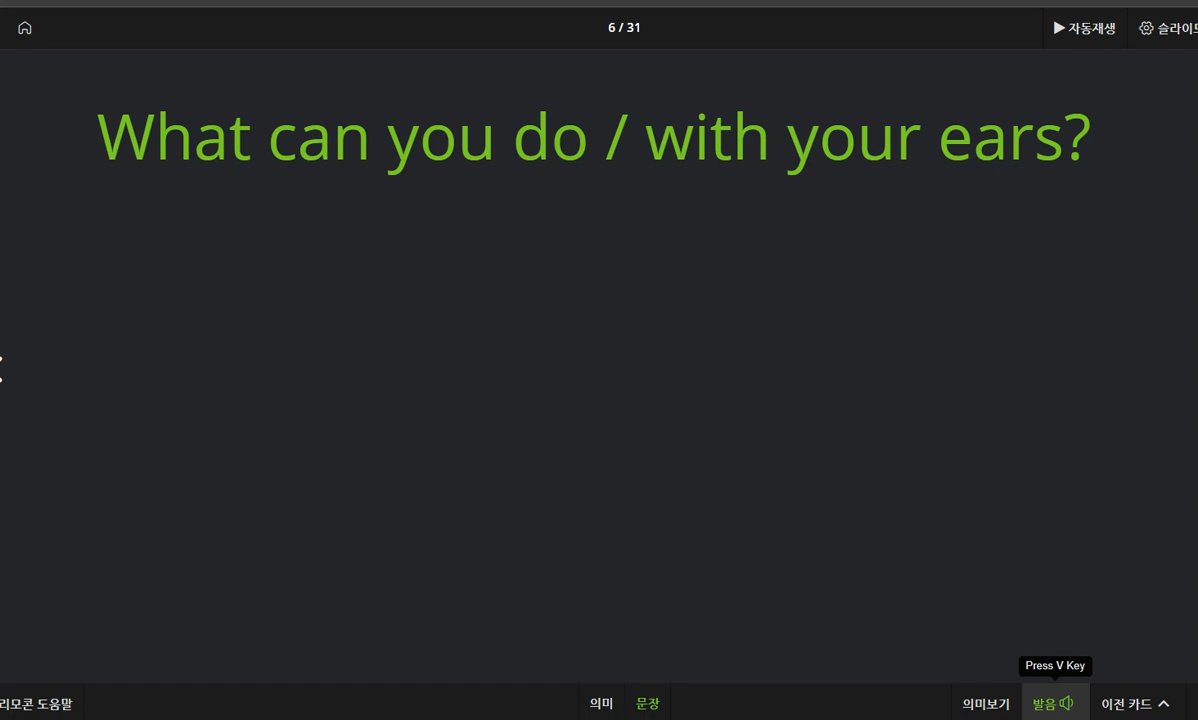 6 / 31
자동재생
슬라이드
What can you do / with your ears?
Press V Key
리모콘 도움말
의미
문장
의미보기
발음
이전 카드